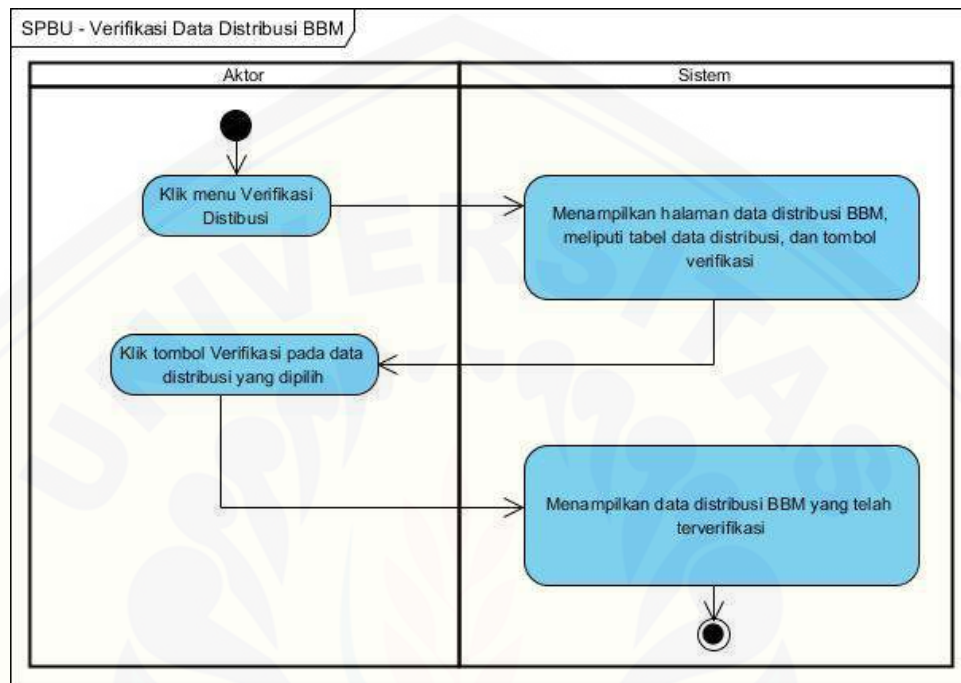 SPBU - Verifikasi Data Distribusi BBM
Aktor
Sistem
Klik menu Verifikasi
Distibusi
Menampilkan halaman data distribusi BBM,
meliputi tabel data distribusi, dan tombol
verifikasi
Klik tombol Verifikasi pada data
distribusi yang dipilih
Menampilkan data distribusi BBM yang telah
terverifikasi
UNIVERSITAS